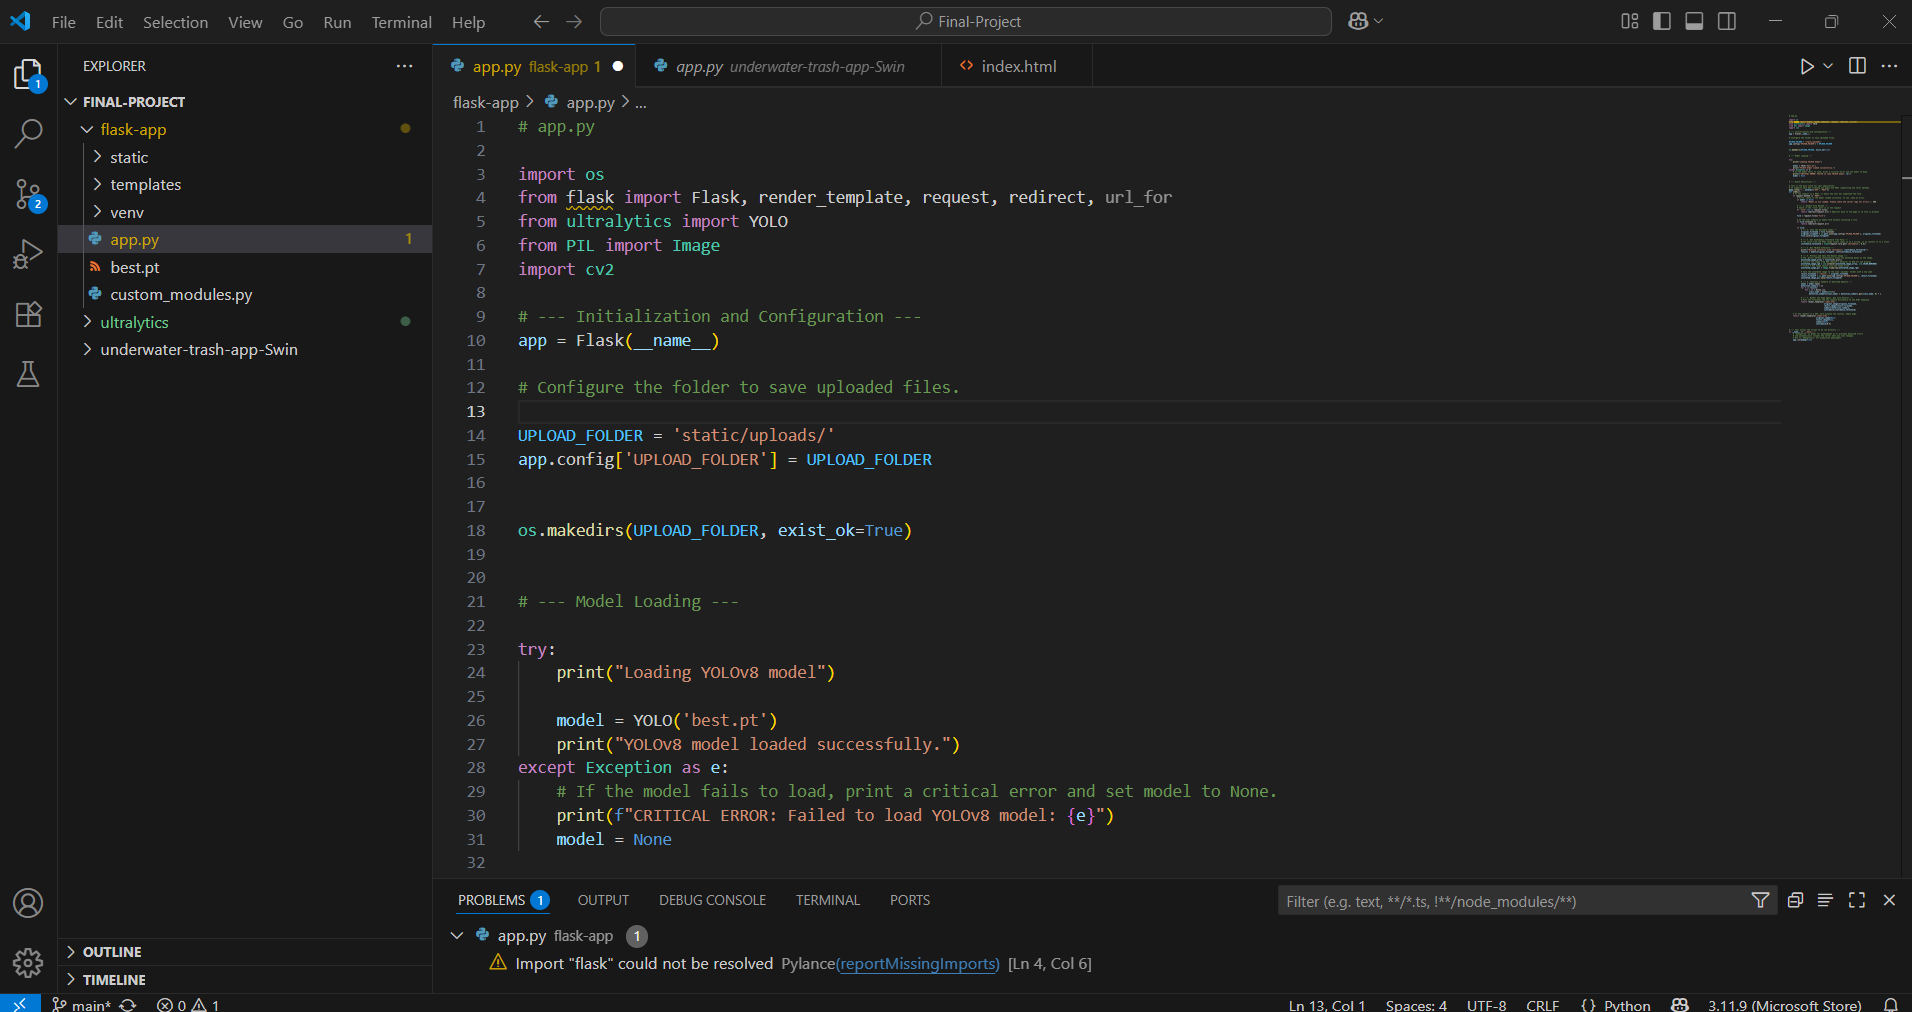 File Edit Selection View Go Run Terminal Help
Final-Project
EXPLORER
1
2
FINAL-PROJECT
flask-app
static
templates
venv
app.py 1
best.pt
custom_modules.py
ultralytics
underwater-trash-app-Swin
OUTLINE
TIMELINE
app.py flask-app 1
app.py underwater-trash-app-Swin
index.html
flask-app > app.py > ...
1 # app.py
2
3 import os
4 from flask import Flask, render_template, request, redirect, url_for
5 from ultralytics import YOLO
6 from PIL import Image
7 import cv2
8
9 # --- Initialization and Configuration ---
10 app = Flask(__name__)
11
12 # Configure the folder to save uploaded files.
13
14 UPLOAD_FOLDER = 'static/uploads/'
15 app.config['UPLOAD_FOLDER'] = UPLOAD_FOLDER
16
17
18 os.makedirs(UPLOAD_FOLDER, exist_ok=True)
19
20
21 # --- Model Loading ---
22
23 try:
24     print("Loading YOLOv8 model")
25
26     model = YOLO('best.pt')
27     print("YOLOv8 model loaded successfully.")
28 except Exception as e:
29     # If the model fails to load, print a critical error and set model to None.
30     print(f"CRITICAL ERROR: Failed to load YOLOv8 model: {e}")
31     model = None
32
PROBLEMS 1 OUTPUT DEBUG CONSOLE TERMINAL PORTS
Filter (e.g. text, **/*.ts, !**/node_modules/**)
app.py flask-app 1
Import "flask" could not be resolved Pylance(reportMissingImports) [Ln 4, Col 6]
main* 0 1
Ln 13, Col 1 Spaces: 4 UTF-8 CRLF {} Python 3.11.9 (Microsoft Store)